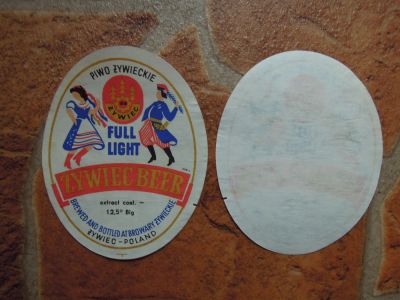 PIWO ŻYWIECKIE
ŻYWIEC
FULL
LIGHT
ŻYWIEC-BEER
extract cont. —
12,5° Blg
BREWED AND BOTTLED AT BROWARY ŻYWIECKIE
ŻYWIEC - POLAND